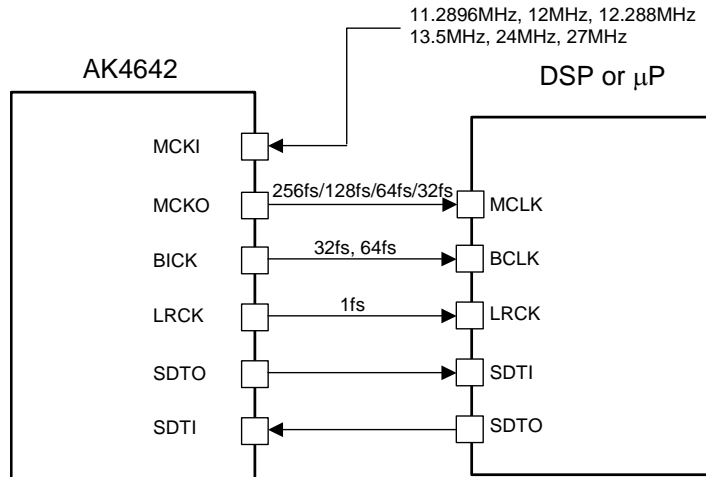 11.2896MHz, 12MHz, 12.288MHz
13.5MHz, 24MHz, 27MHz
AK4642
DSP or μP
MCKI
MCKO
256fs/128fs/64fs/32fs
MCLK
BICK
32fs, 64fs
BCLK
LRCK
1fs
LRCK
SDTO
SDTI
SDTI
SDTO